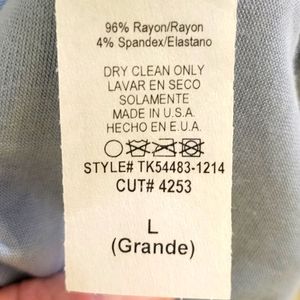 96% Rayon/Rayon
4% Spandex/Elastano
DRY CLEAN ONLY
LAVAR EN SECO
SOLAMENTE
MADE IN U.S.A.
HECHO EN E.U.A.
STYLE# TK54483-1214
CUT# 4253
L
(Grande)